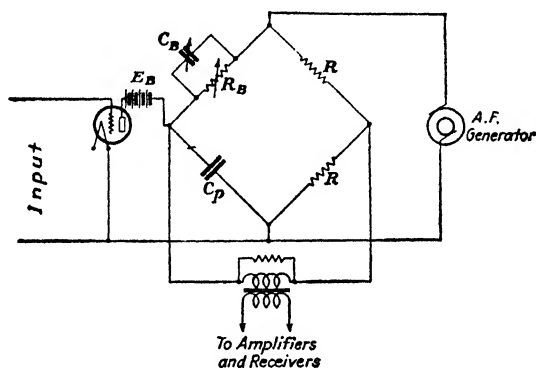 C_B
E_B
R_B
R
A.F.
Generator
Input
C_p
R
To Amplifiers
and Receivers